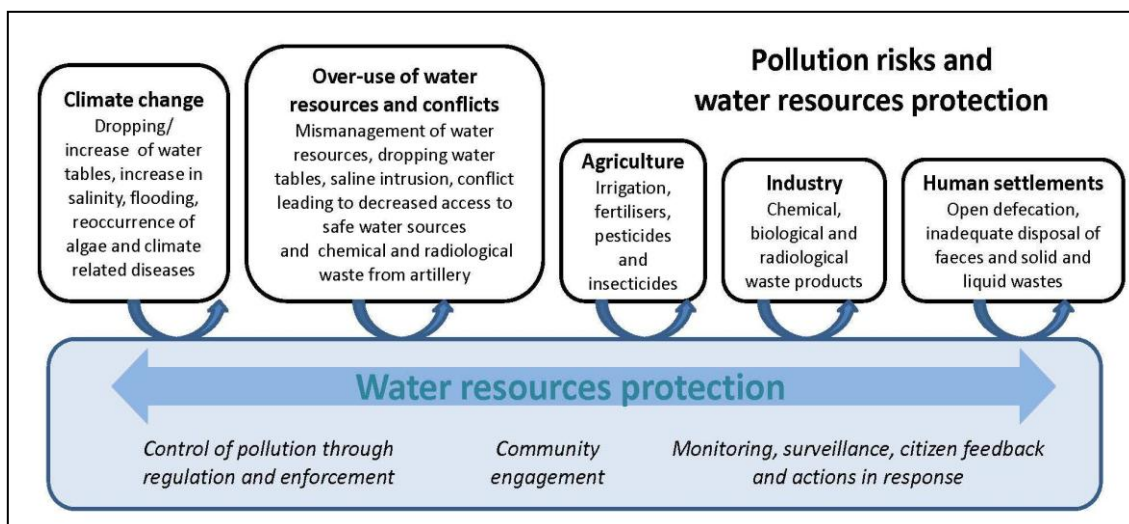 Pollution risks and
water resources protection
Climate change
Dropping/
increase of water
tables, increase in
salinity, flooding,
reoccurrence of
algae and climate
related diseases
Over-use of water
resources and conflicts
Mismanagement of water
resources, dropping water
tables, saline intrusion, conflict
leading to decreased access to
safe water sources
and chemical and radiological
waste from artillery
Agriculture
Irrigation,
fertilisers,
pesticides
and
insecticides
Industry
Chemical,
biological and
radiological
waste products
Human settlements
Open defecation,
inadequate disposal of
faeces and solid and
liquid wastes
Water resources protection
Control of pollution through
regulation and enforcement
Community
engagement
Monitoring, surveillance, citizen feedback
and actions in response